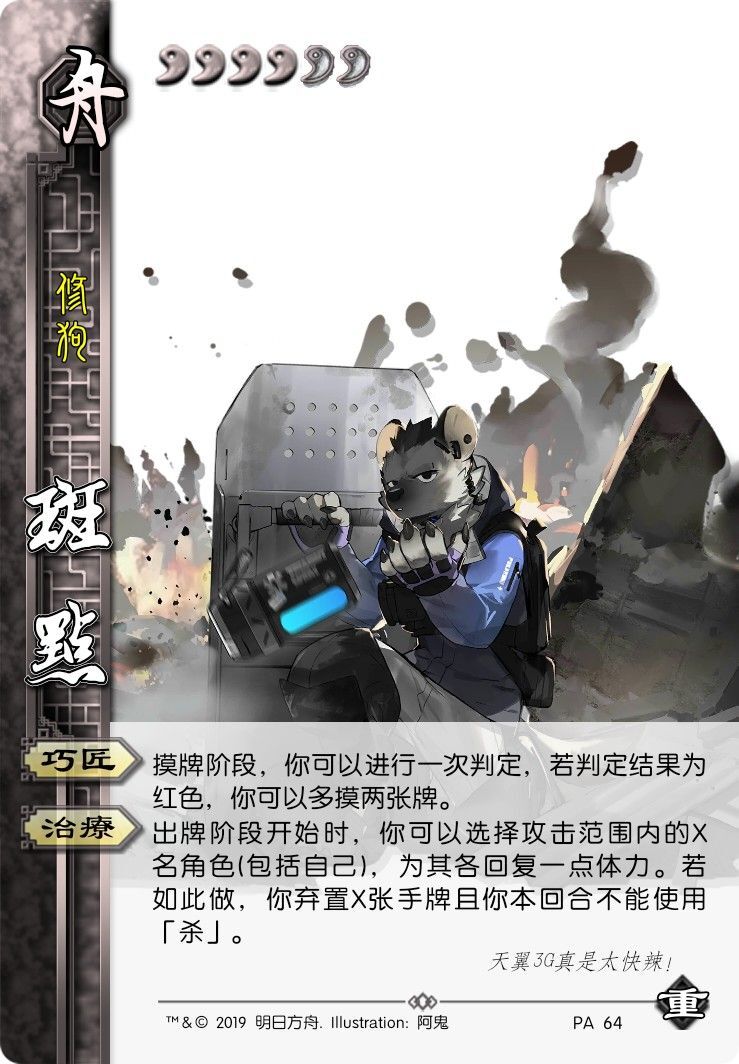 舟
修狗
斑點
巧匠
摸牌阶段，你可以进行一次判定，若判定结果为
红色，你可以多摸两张牌。
治療
出牌阶段开始时，你可以选择攻击范围内的X
名角色(包括自己)，为其各回复一点体力。若
如此做，你弃置X张手牌且你本回合不能使用
「杀」。
天翼3G真是太快辣！
™&© 2019 明日方舟. Illustration: 阿鬼
PA 64
重